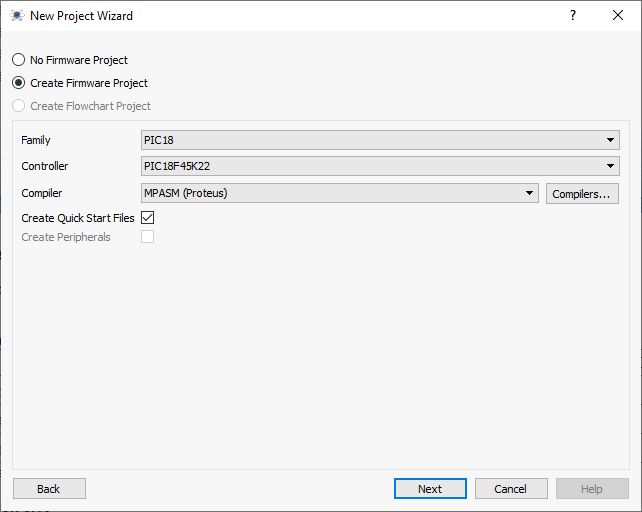 New Project Wizard ?
No Firmware Project
Create Firmware Project
Create Flowchart Project
Family PIC18
Controller PIC18F45K22
Compiler MPASM (Proteus) Compilers...
Create Quick Start Files
Create Peripherals
Back Next Cancel Help